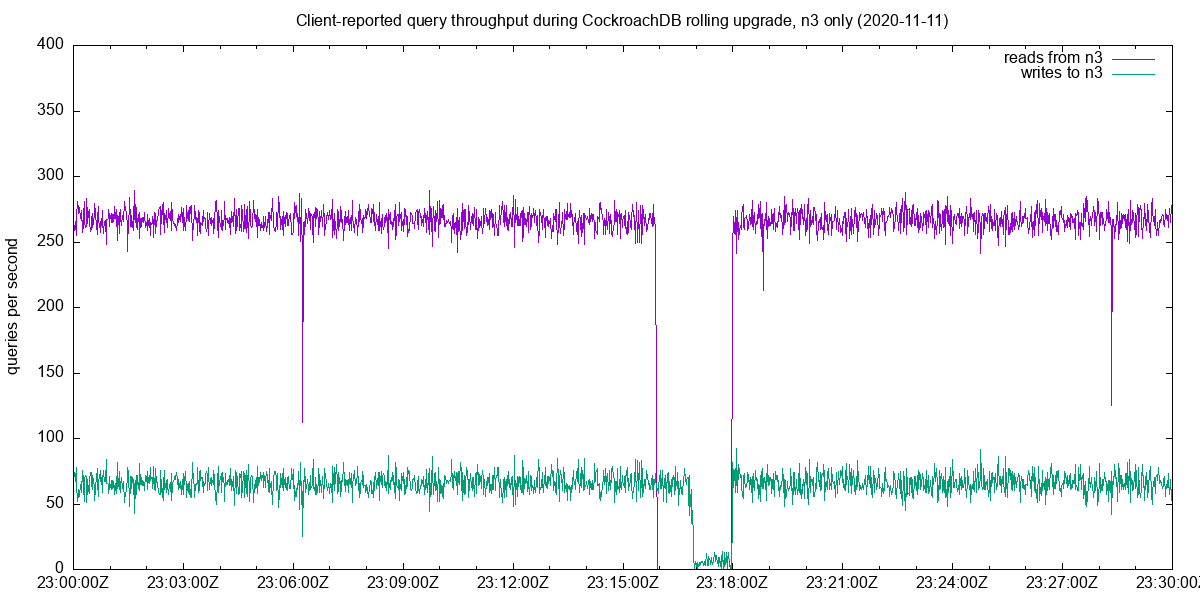 Client-reported query throughput during CockroachDB rolling upgrade, n3 only (2020-11-11)
400
reads from n3
writes to n3
350
300
250
queries per second
200
150
100
50
0
23:00:00Z 23:03:00Z 23:06:00Z 23:09:00Z 23:12:00Z 23:15:00Z 23:18:00Z 23:21:00Z 23:24:00Z 23:27:00Z 23:30:00Z